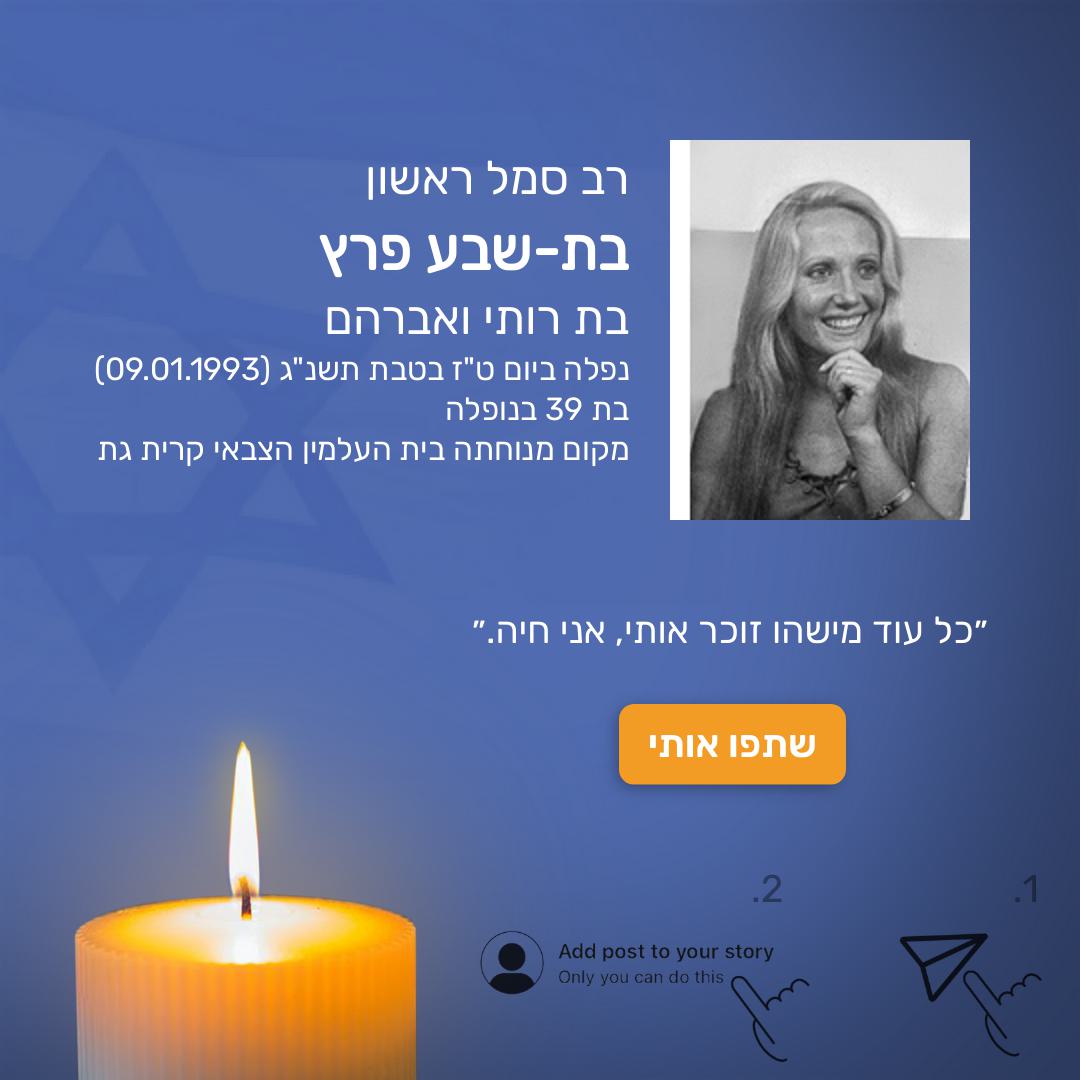 רב סמל ראשון
בת-שבע פרץ
בת רותי ואברהם
נפלה ביום ט"ז בטבת תשנ"ג (09.01.1993)
בת 39 בנופלה
מקום מנוחתה בית העלמין הצבאי קרית גת
"כל עוד מישהו זוכר אותי, אני חיה."
שתפו אותי
.1
.2
Add post to your story
Only you can do this